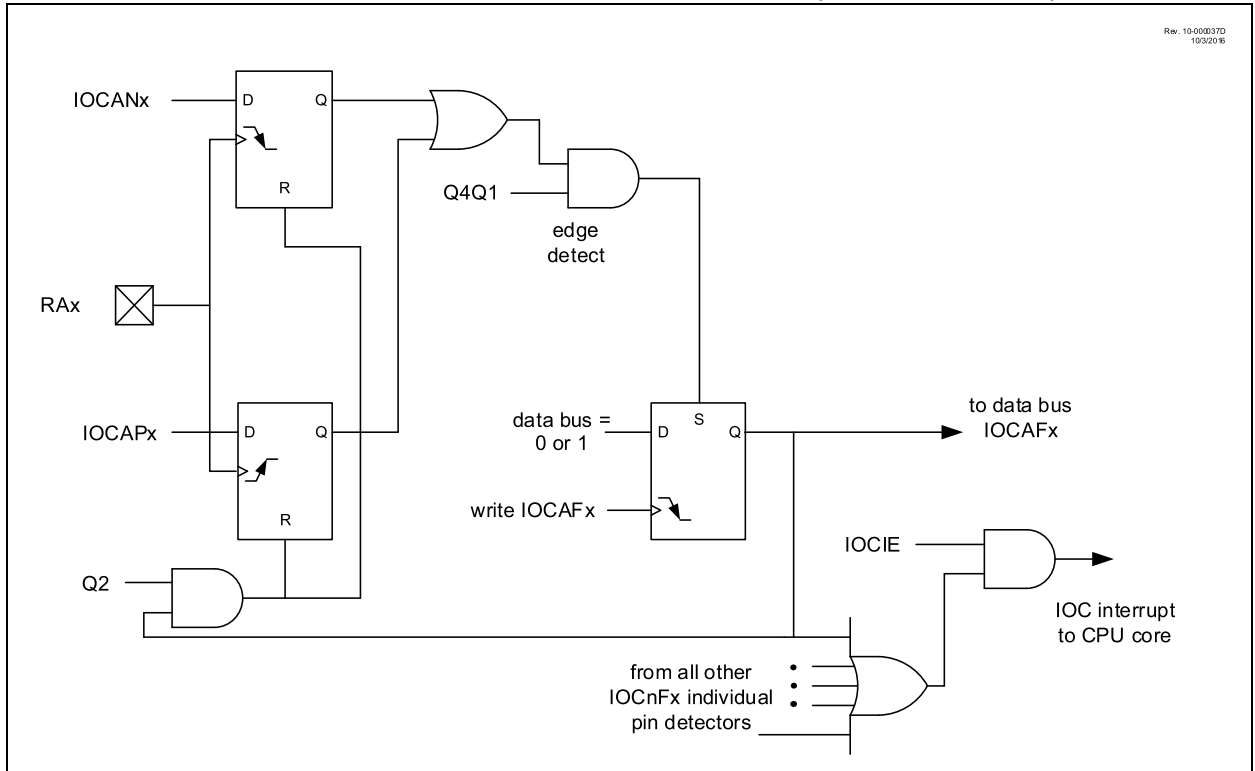 Rev. 10-000037D
10/3/2016
IOCANx
D
Q
R
Q4Q1
edge
detect
RAx
IOCAPx
D
Q
R
data bus =
0 or 1
D
S
Q
to data bus
IOCAFx
write IOCAFx
IOCIE
Q2
IOC interrupt
to CPU core
from all other
IOCnFx individual
pin detectors